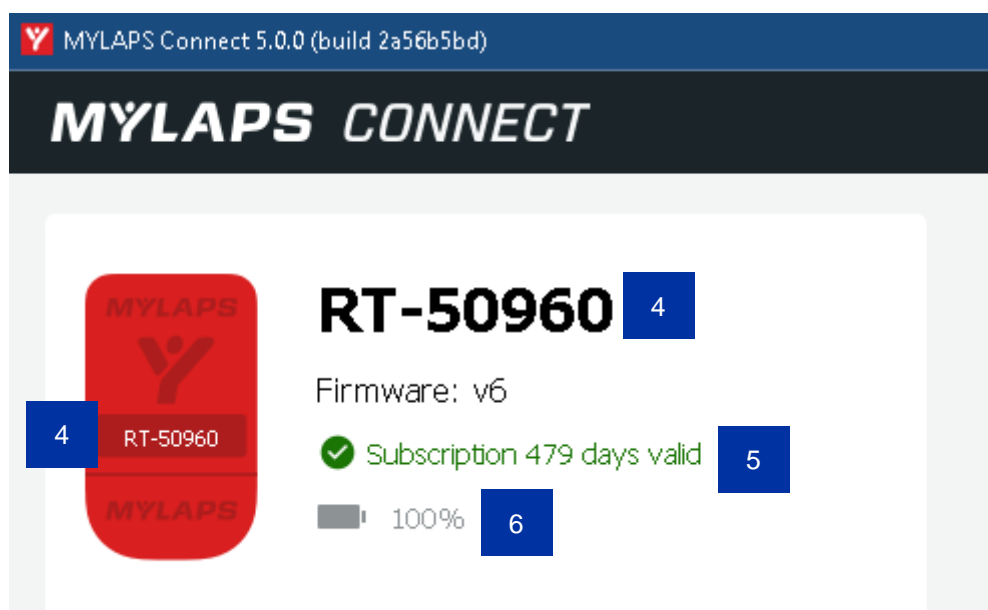 MYLAPS Connect 5.0.0 (build 2a56b5bd)
MYLAPS CONNECT
MYLAPS
RT-50960 4
Firmware: v6
4 RT-50960
Subscription 479 days valid 5
MYLAPS
100% 6